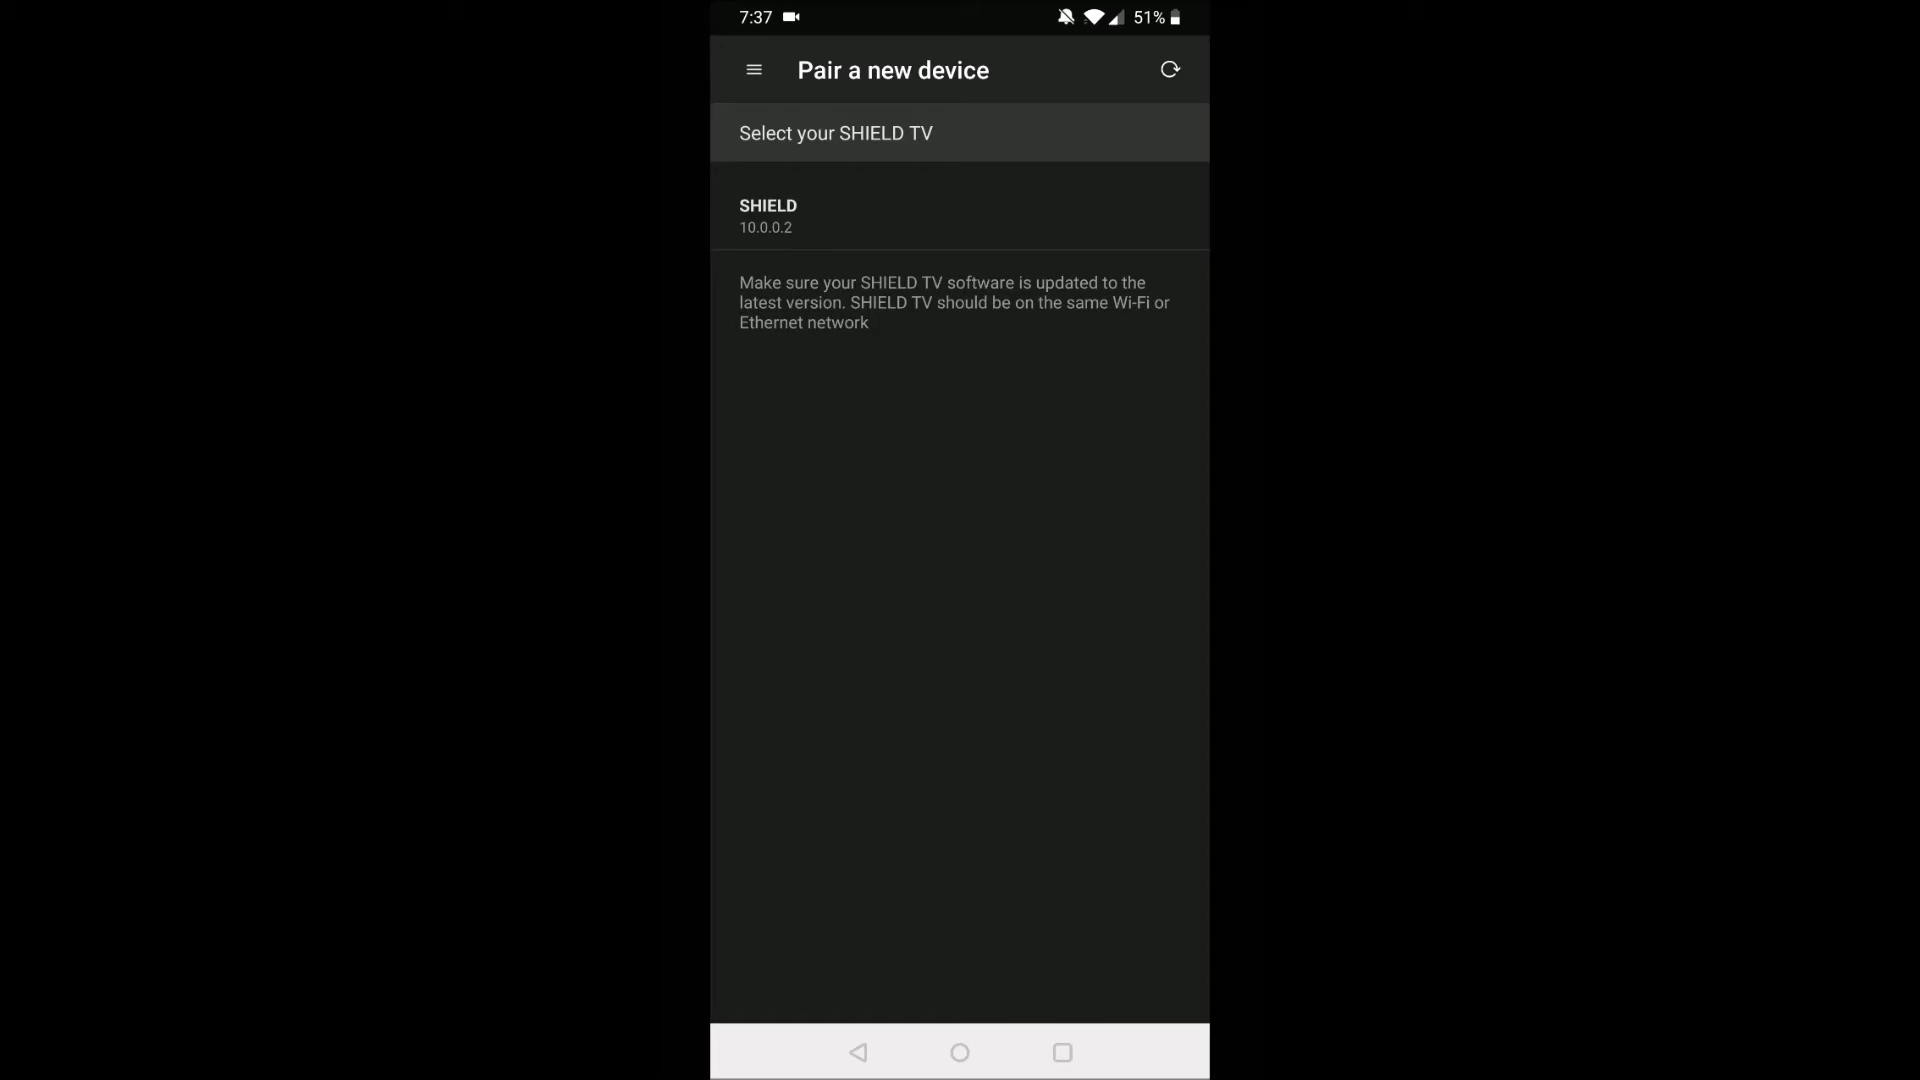 7:37 51%
Pair a new device
Select your SHIELD TV
SHIELD
10.0.0.2
Make sure your SHIELD TV software is updated to the
latest version. SHIELD TV should be on the same Wi-Fi or
Ethernet network